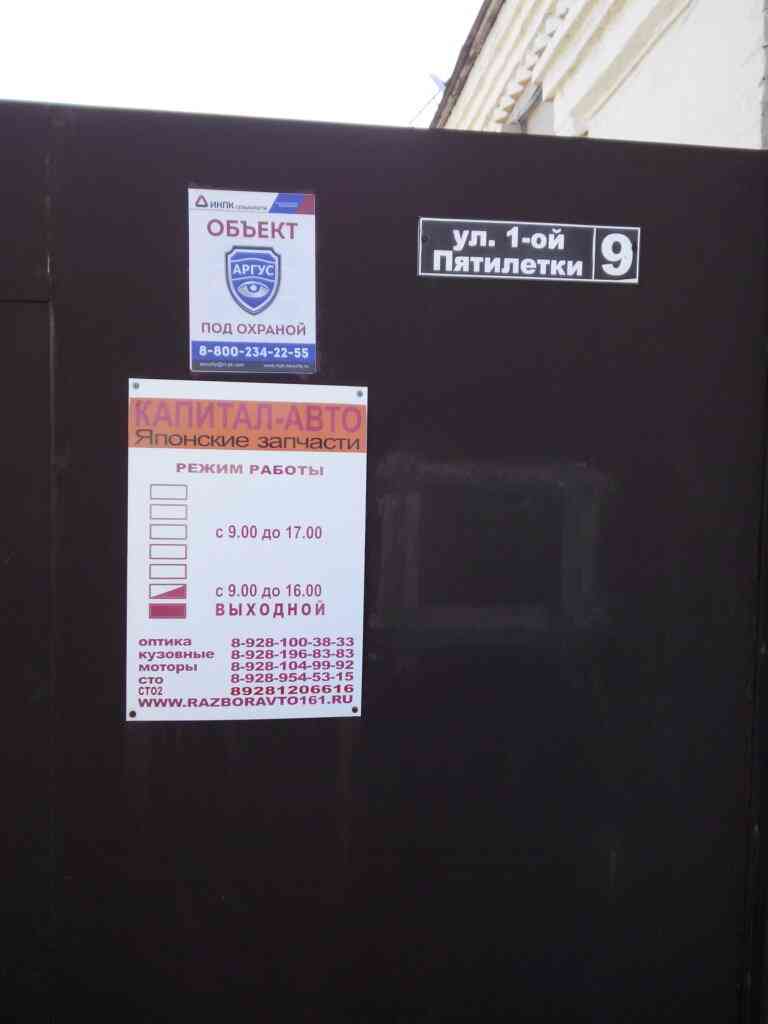 ИНПК
ОБЪЕКТ
АРГУС
ПОД ОХРАНОЙ
8-800-234-22-55
ул. 1-ой
Пятилетки
9
КАПИТАЛ-АВТО
Японские запчасти
РЕЖИМ РАБОТЫ
с 9.00 до 17.00
с 9.00 до 16.00
ВЫХОДНОЙ
оптика 8-928-100-38-33
кузовные 8-928-196-83-83
моторы 8-928-104-99-92
сто 8-928-954-53-15
СТО2 89281206616
WWW.RAZBORAVTO161.RU